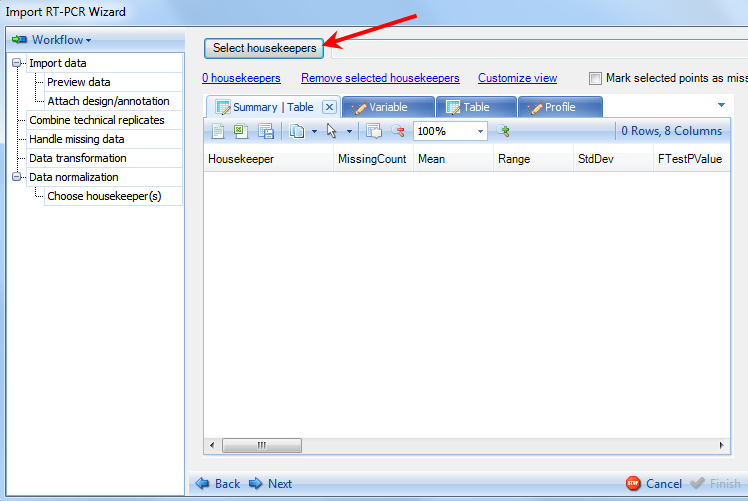 Import RT-PCR Wizard
Workflow
Import data
Preview data
Attach design/annotation
Combine technical replicates
Handle missing data
Data transformation
Data normalization
Choose housekeeper(s)
Select housekeepers
0 housekeepers Remove selected housekeepers Customize view Mark selected points as miss
Summary | Table Variable Table Profile
100% 0 Rows, 8 Columns
Housekeeper MissingCount Mean Range StdDev FTestPValue
Back Next Cancel Finish